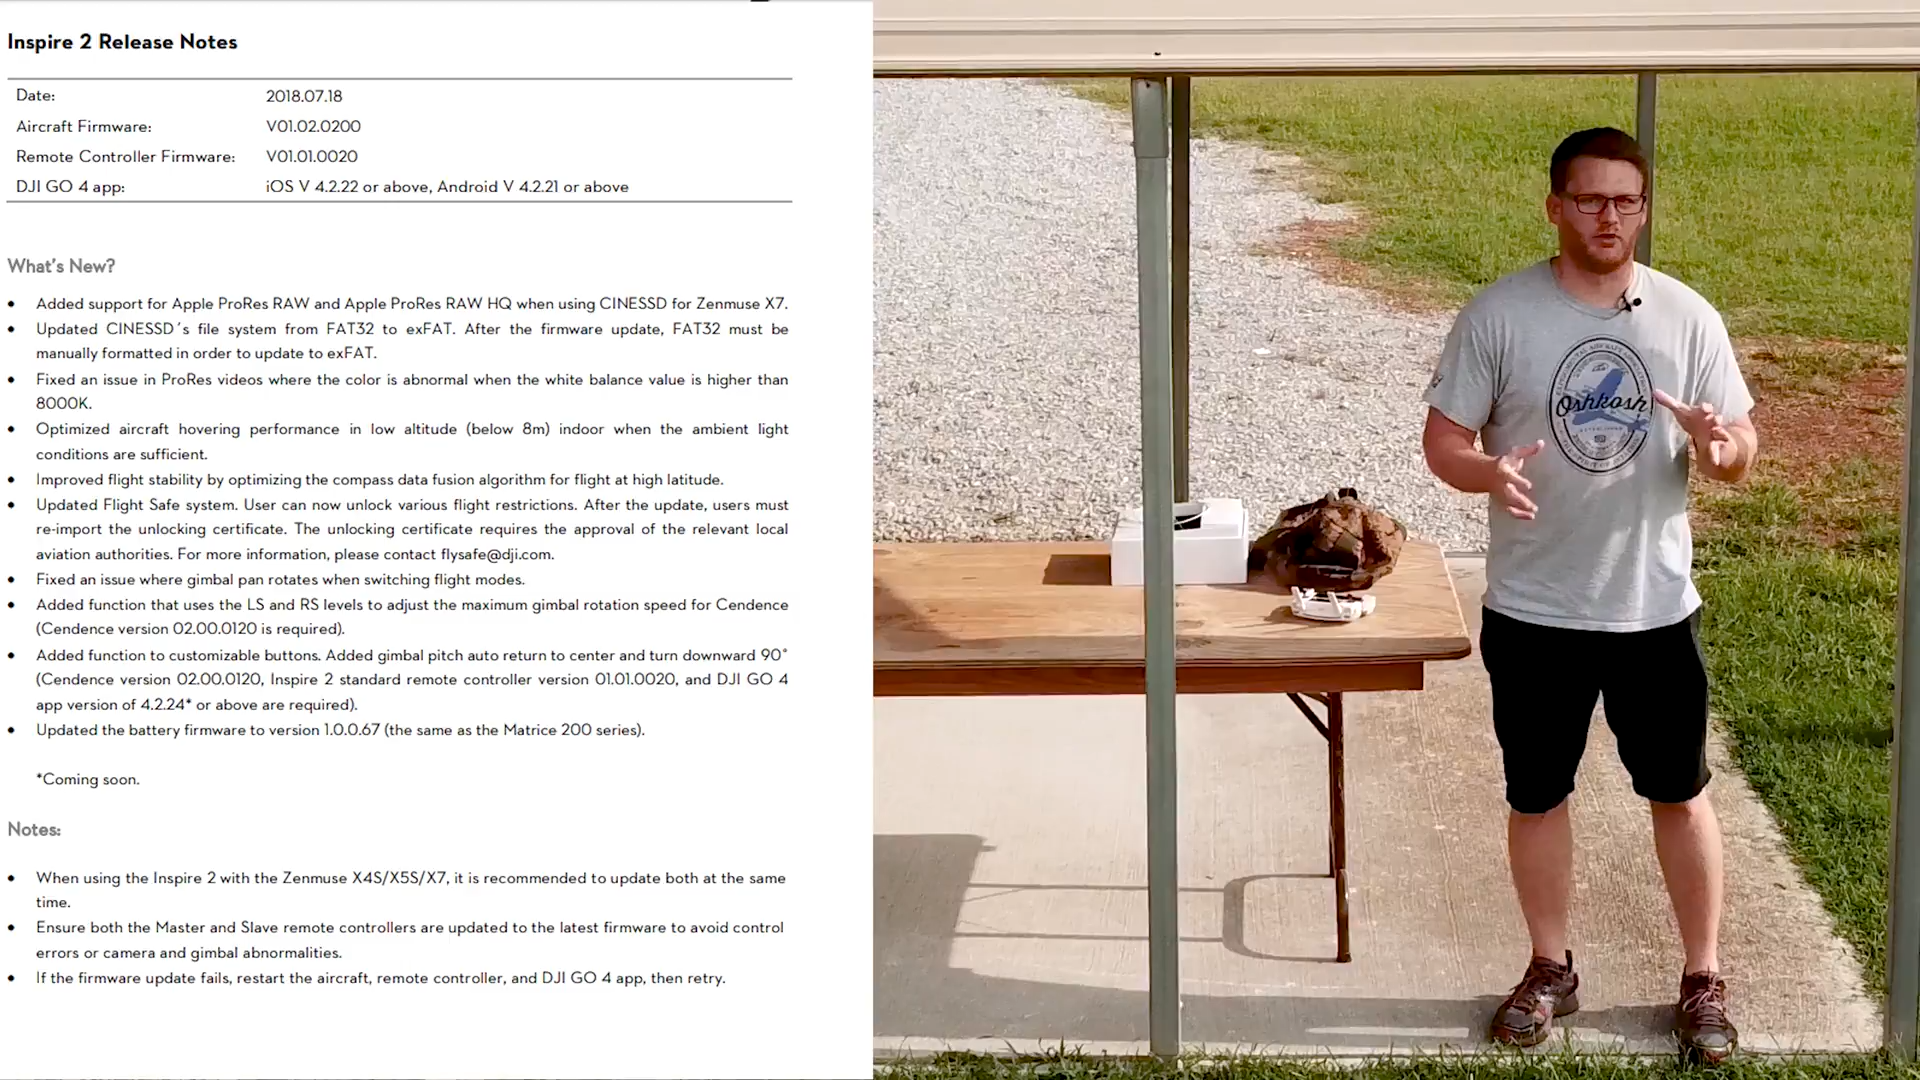 Inspire 2 Release Notes
Date: 2018.07.18
Aircraft Firmware: V01.02.0200
Remote Controller Firmware: V01.01.0020
DJI GO 4 app: iOS V 4.2.22 or above, Android V 4.2.21 or above
What's New?
• Added support for Apple ProRes RAW and Apple ProRes RAW HQ when using CINESSD for Zenmuse X7.
• Updated CINESSD´s file system from FAT32 to exFAT. After the firmware update, FAT32 must be
manually formatted in order to update to exFAT.
• Fixed an issue in ProRes videos where the color is abnormal when the white balance value is higher than
8000K.
• Optimized aircraft hovering performance in low altitude (below 8m) indoor when the ambient light
conditions are sufficient.
• Improved flight stability by optimizing the compass data fusion algorithm for flight at high latitude.
• Updated Flight Safe system. User can now unlock various flight restrictions. After the update, users must
re-import the unlocking certificate. The unlocking certificate requires the approval of the relevant local
aviation authorities. For more information, please contact flysafe@dji.com.
• Fixed an issue where gimbal pan rotates when switching flight modes.
• Added function that uses the LS and RS levels to adjust the maximum gimbal rotation speed for Cendence
(Cendence version 02.00.0120 is required).
• Added function to customizable buttons. Added gimbal pitch auto return to center and turn downward 90°
(Cendence version 02.00.0120, Inspire 2 standard remote controller version 01.01.0020, and DJI GO 4
app version of 4.2.24* or above are required).
• Updated the battery firmware to version 1.0.0.67 (the same as the Matrice 200 series).
*Coming soon.
Notes:
• When using the Inspire 2 with the Zenmuse X4S/X5S/X7, it is recommended to update both at the same
time.
• Ensure both the Master and Slave remote controllers are updated to the latest firmware to avoid control
errors or camera and gimbal abnormalities.
• If the firmware update fails, restart the aircraft, remote controller, and DJI GO 4 app, then retry.
Oshkosh